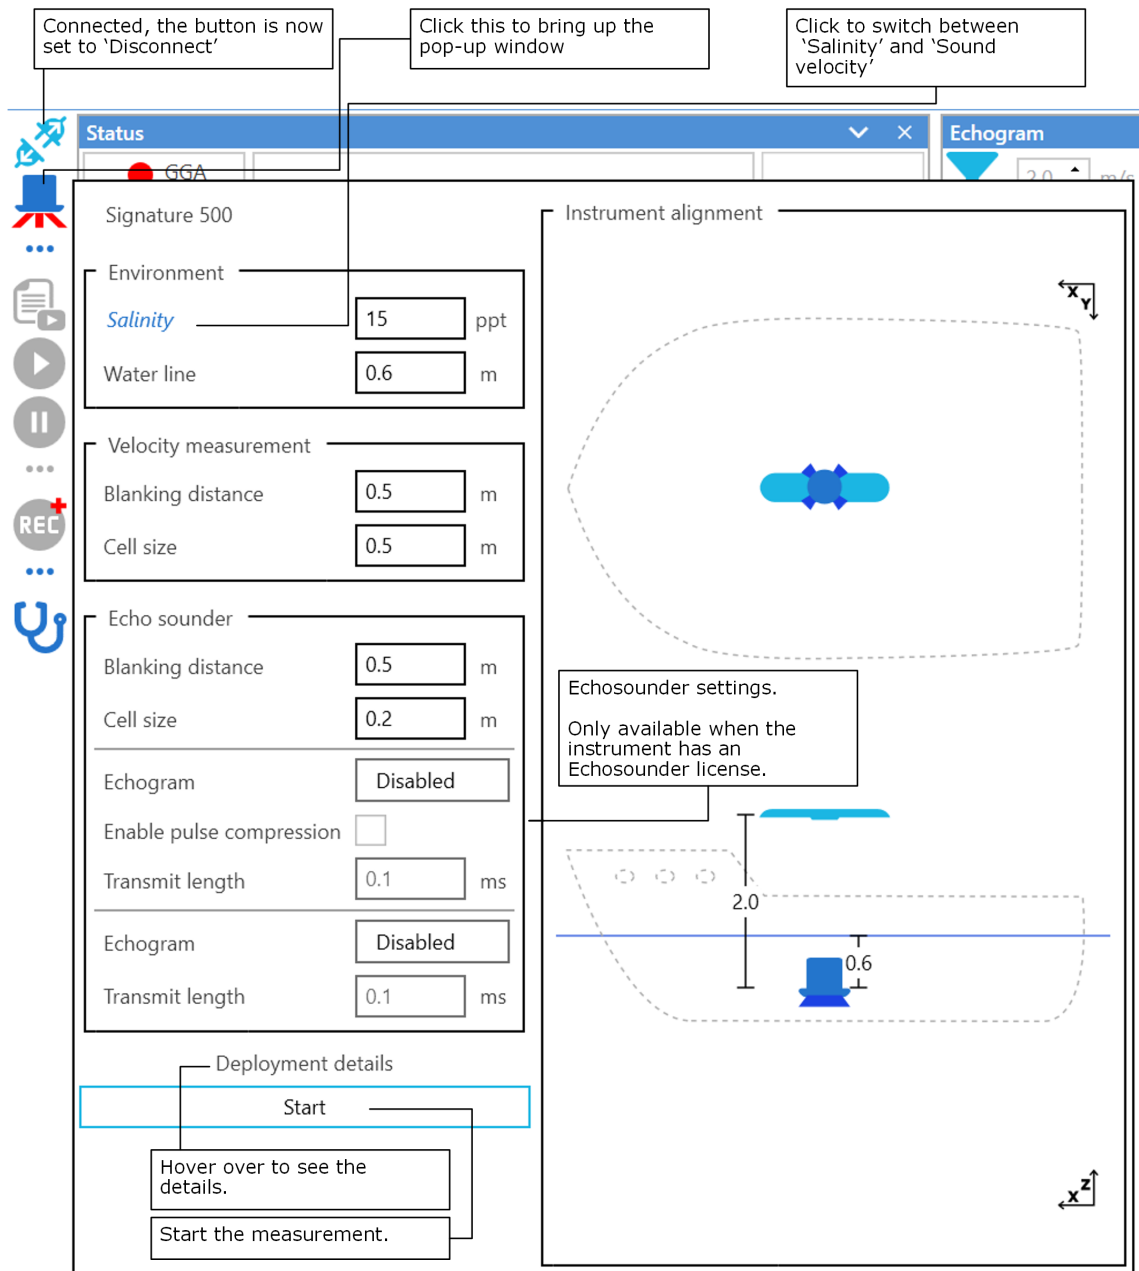 Connected, the button is now
set to ‘Disconnect’
Click this to bring up the
pop-up window
Click to switch between
‘Salinity’ and ‘Sound
velocity’
Status
Echogram
GGA
2.0
m/s
Signature 500
Instrument alignment
Environment
Salinity
15
ppt
Water line
0.6
m
X
Y
Velocity measurement
Blanking distance
0.5
m
Cell size
0.5
m
REC
Echo sounder
Blanking distance
0.5
m
Cell size
0.2
m
Echosounder settings.
Only available when the
instrument has an
Echosounder license.
Echogram
Disabled
Enable pulse compression
Transmit length
0.1
ms
2.0
Echogram
Disabled
0.6
Transmit length
0.1
ms
Deployment details
Start
Hover over to see the
details.
Start the measurement.
X
Z